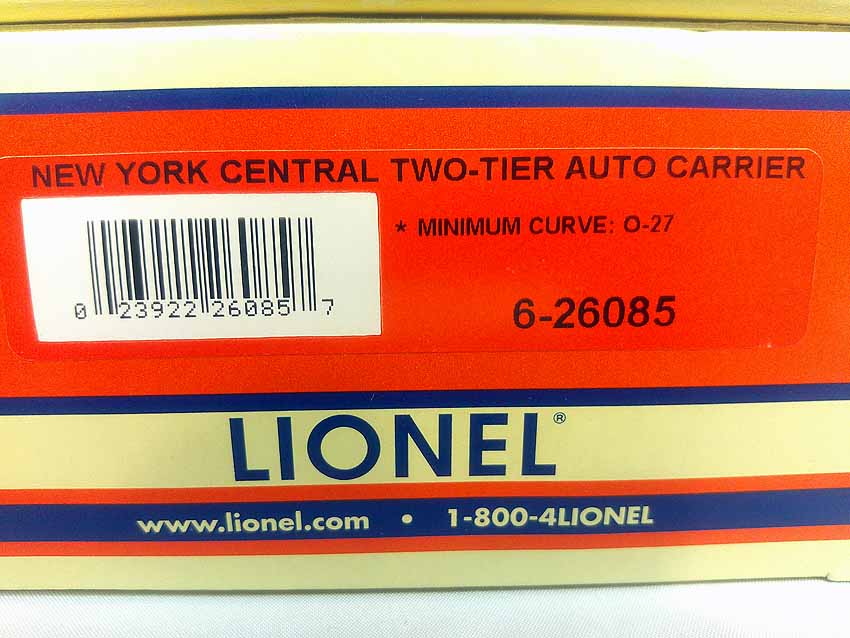 NEW YORK CENTRAL TWO-TIER AUTO CARRIER
* MINIMUM CURVE: O-27
0 23922 26085 7
6-26085
LIONEL®
www.lionel.com • 1-800-4LIONEL